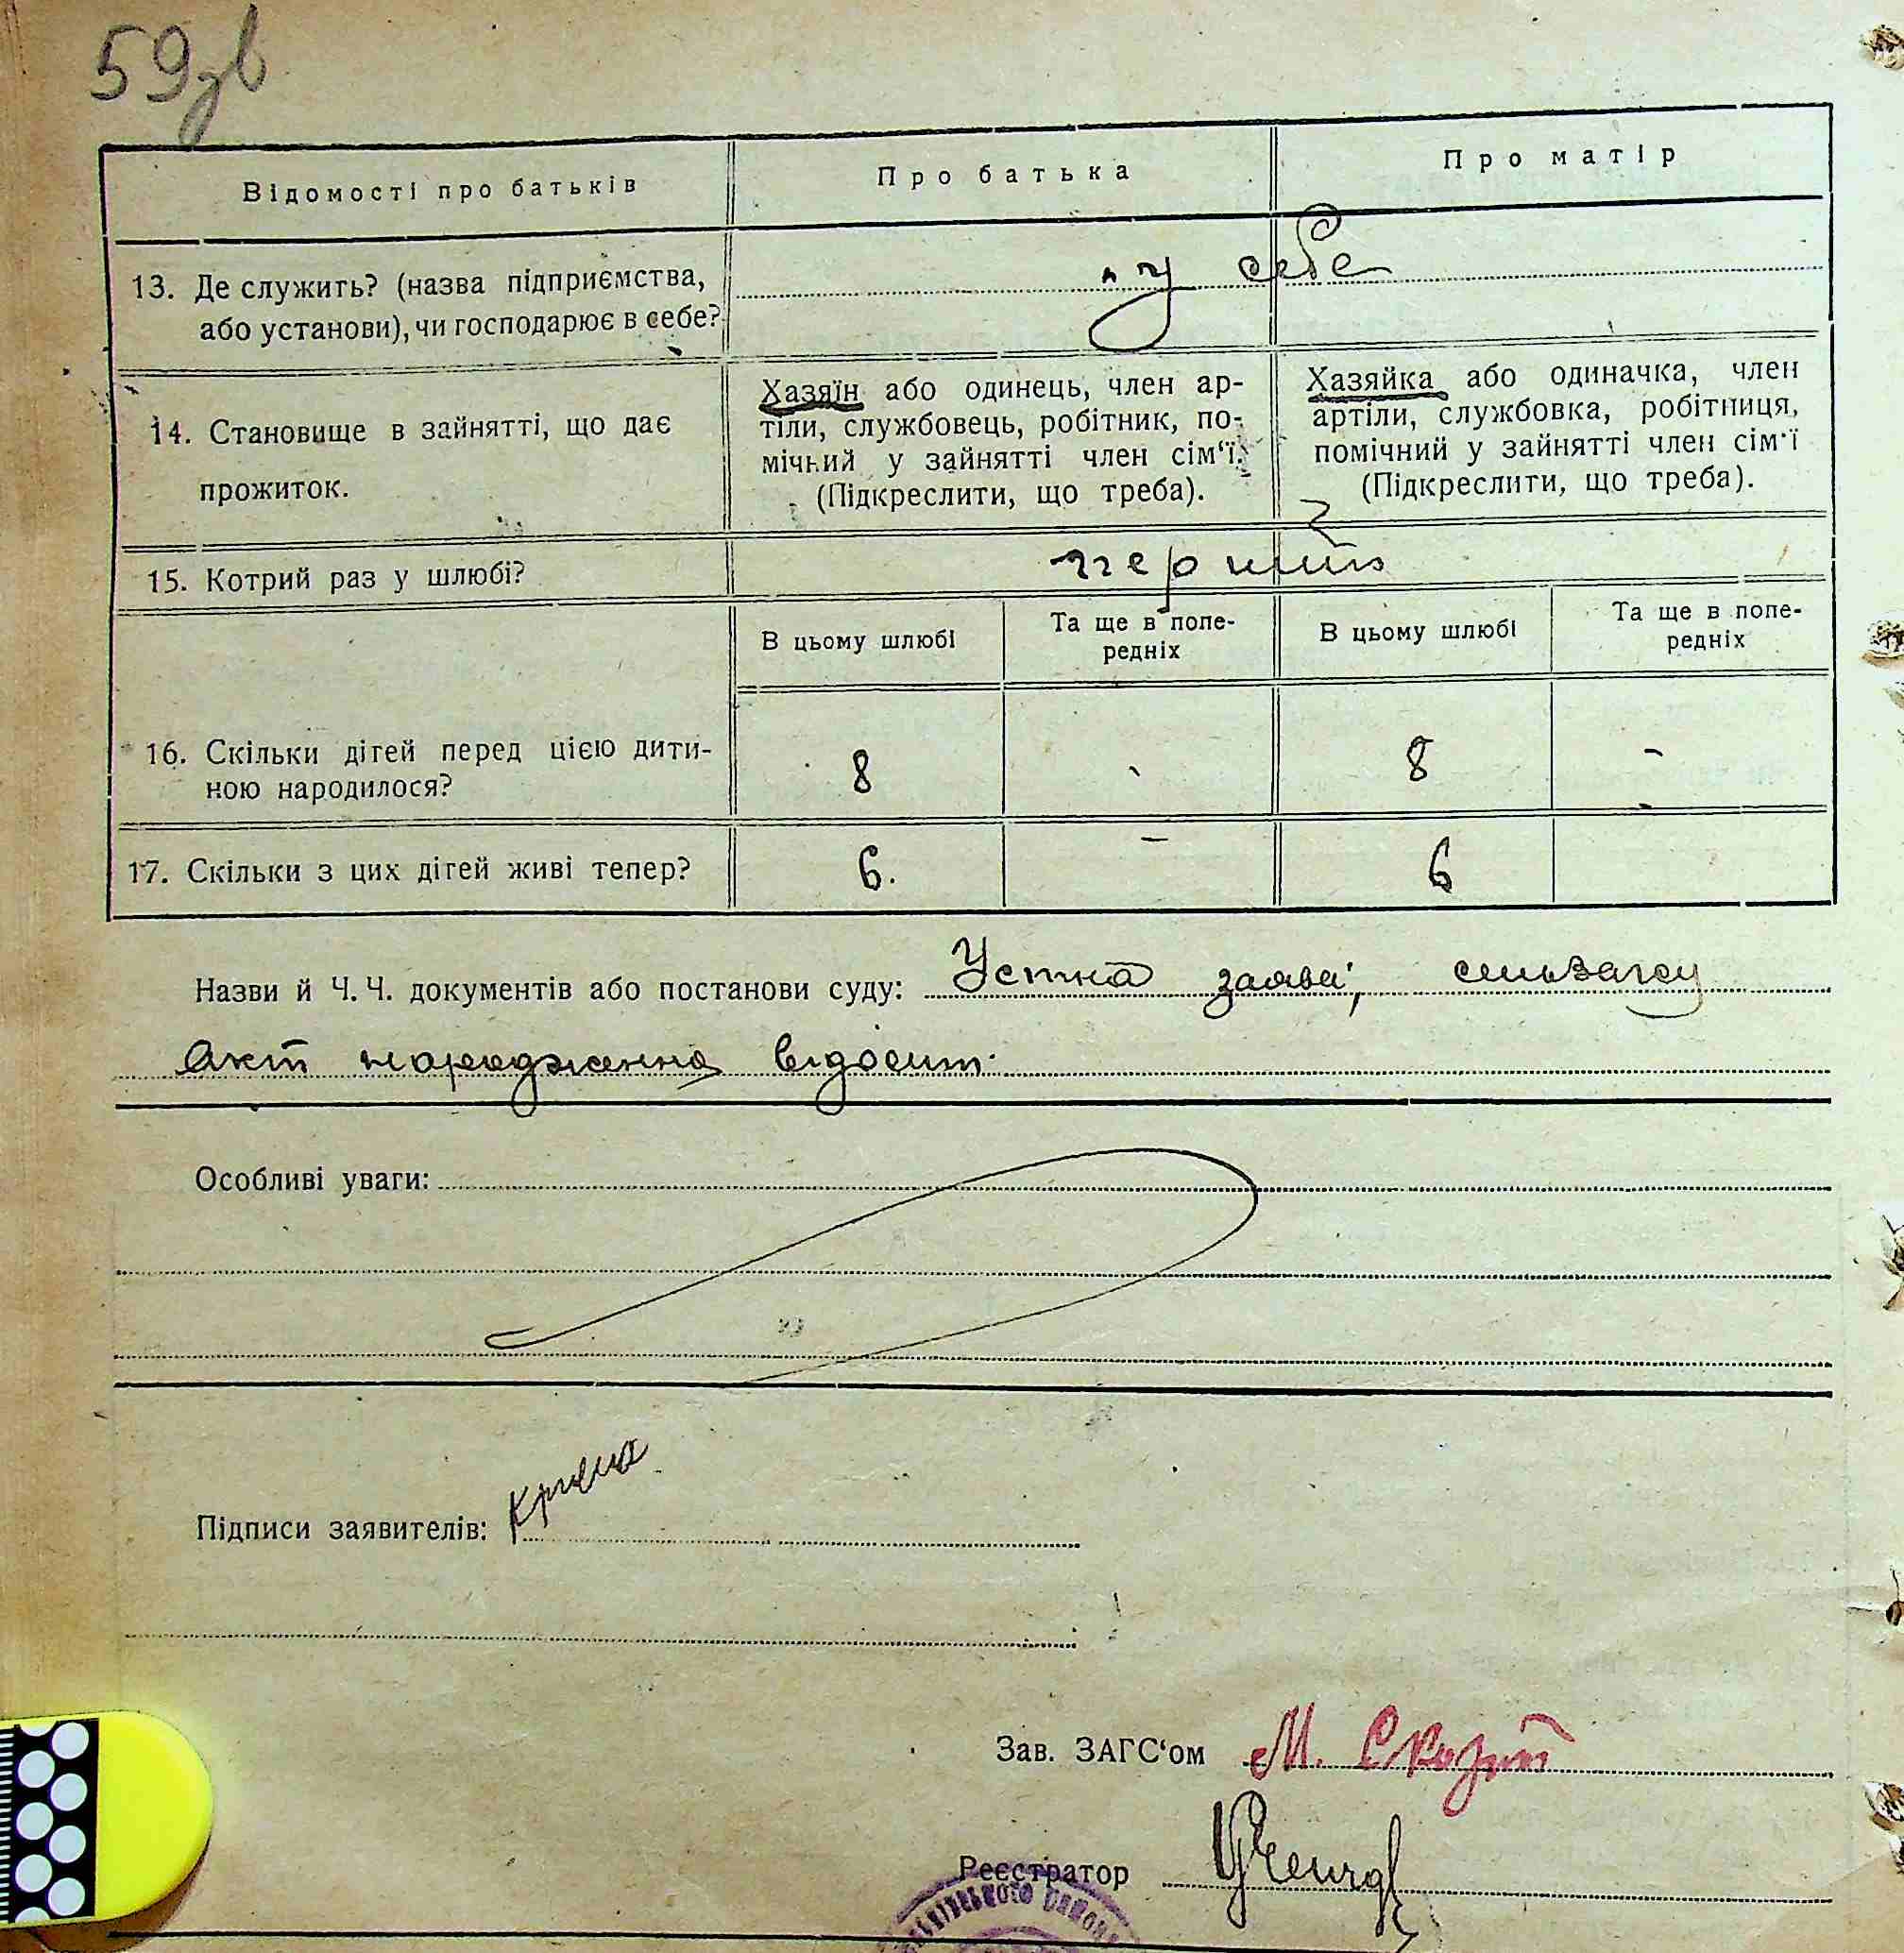 59зв
Відомості про батьків
Про батька
Про матір
13. Де служить? (назва підприємства,
або установи), чи господарює в себе?
у себе
14. Становище в зайнятті, що дає
прожиток.
Хазяїн або одинець, член ар-
тіли, службовець, робітник, по-
мічний у зайнятті член сім‘ї.
(Підкреслити, що треба).
Хазяйка або одиначка, член
артіли, службовка, робітниця,
помічний у зайнятті член сім‘ї
(Підкреслити, що треба).
15. Котрий раз у шлюбі?
перший
В цьому шлюбі
Та ще в попе-
редніх
В цьому шлюбі
Та ще в попе-
редніх
16. Скільки дітей перед цією дити-
ною народилося?
8 - 8 -
17. Скільки з цих дітей живі тепер?
6. - 6
Назви й Ч. Ч. документів або постанови суду: Устна заява, сільзагсу
акт народження
Особливі уваги:
Підписи заявителів:
Зав. ЗАГС‘ом М.
Реєстратор
району